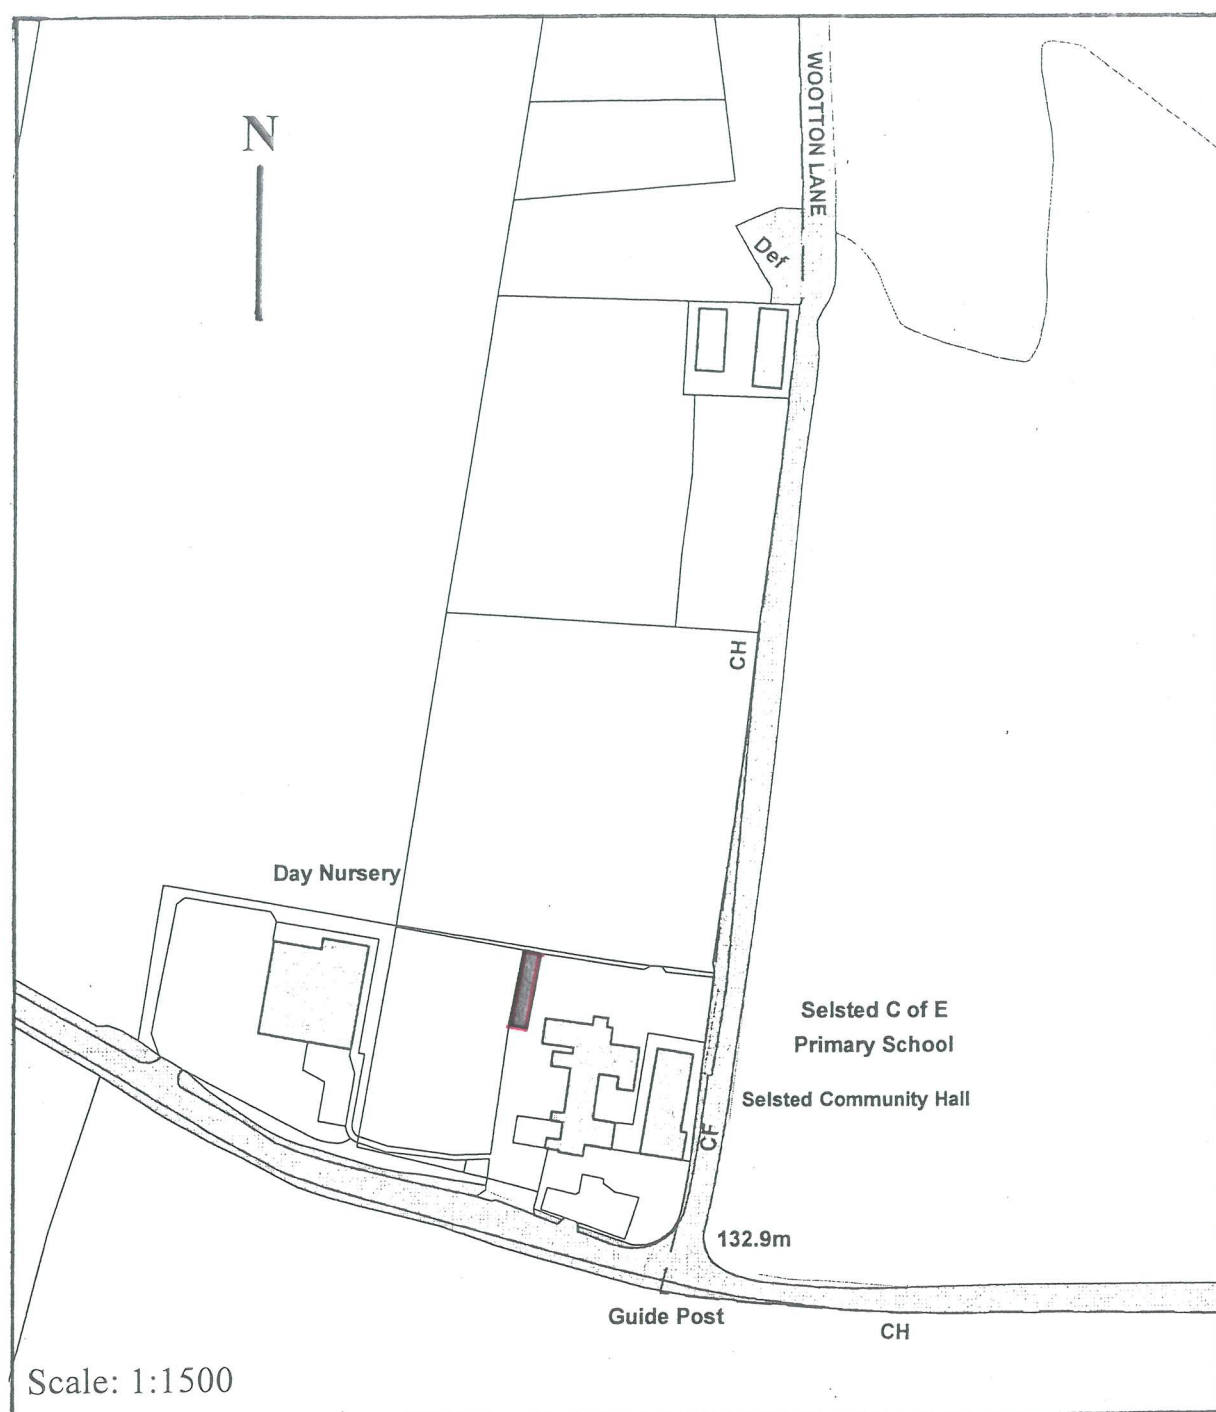 WOOTTON LANE
N
Def
CH
Day Nursery
Selsted C of E
Primary School
Selsted Community Hall
CF
132.9m
Guide Post
CH
Scale: 1:1500